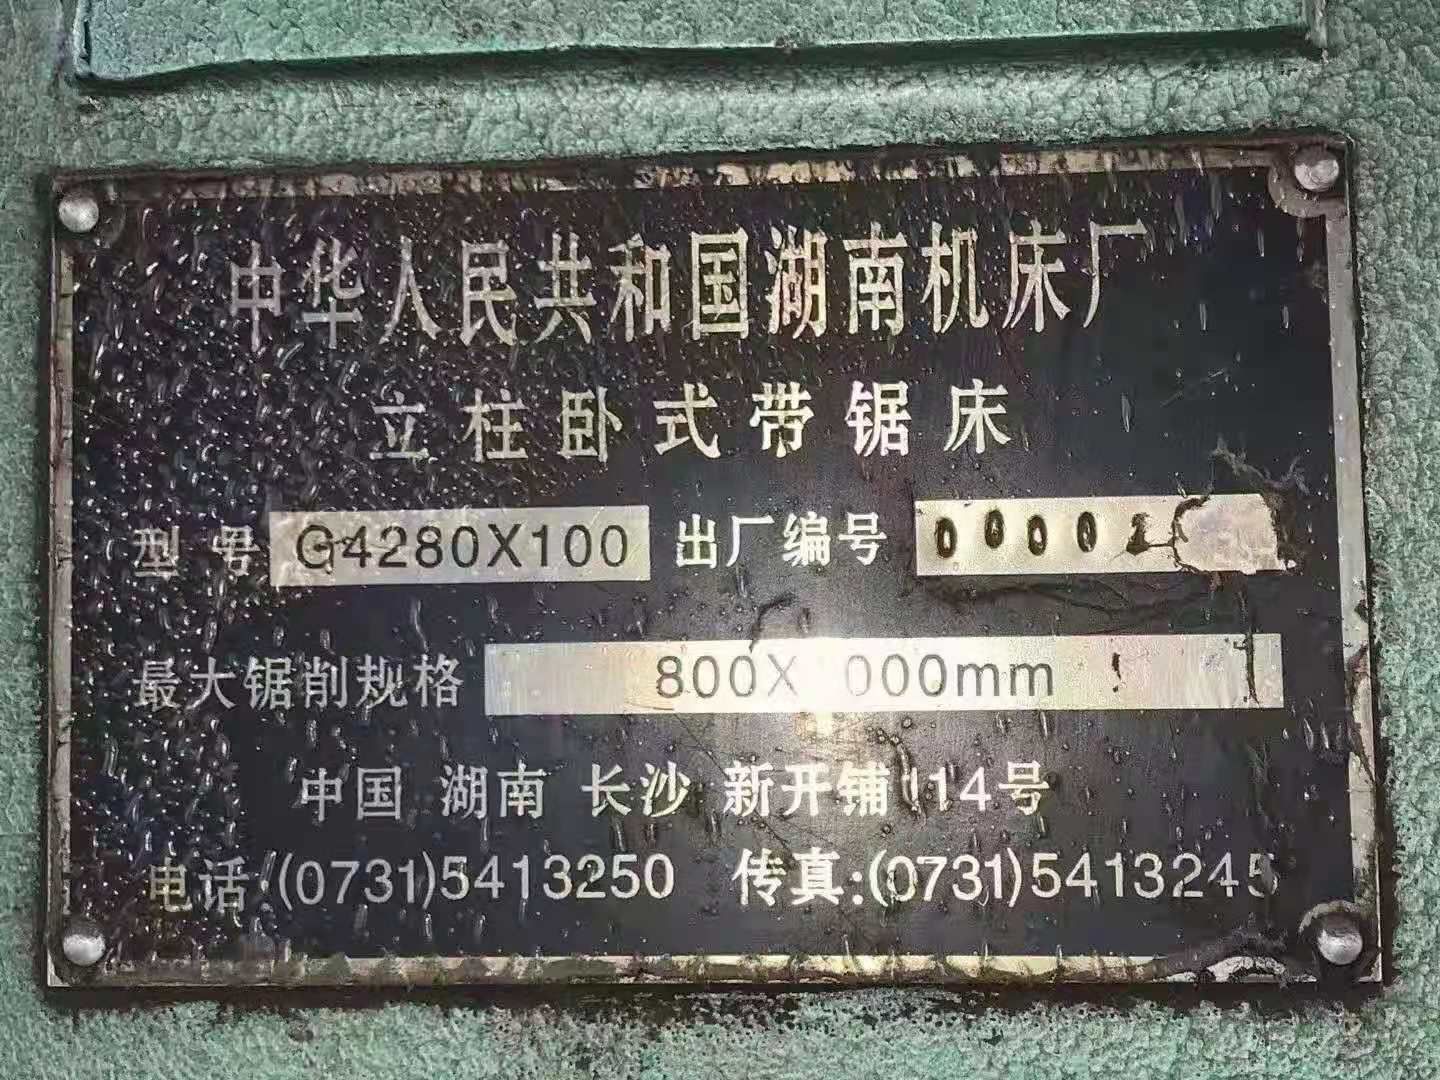 中华人民共和国湖南机床厂
立柱卧式带锯床
型号 G4280X100 出厂编号 00001
最大锯削规格 800X 000mm
中国 湖南 长沙 新开铺114号
电话:(0731)5413250 传真:(0731)5413245